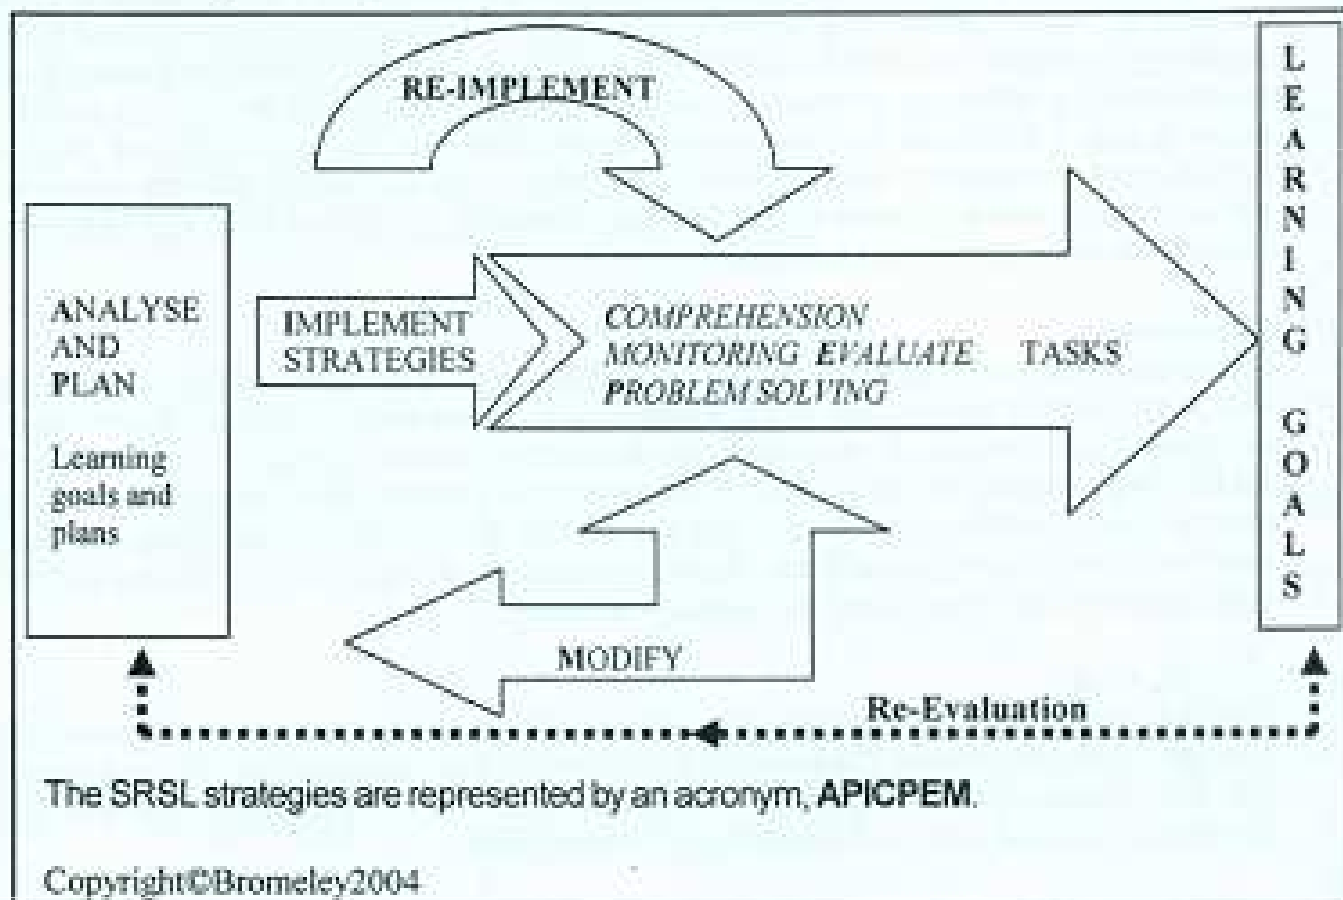 RE-IMPLEMENT
ANALYSE
AND
PLAN
Learning
goals and
plans
IMPLEMENT
STRATEGIES
COMPREHENSION
MONITORING EVALUATE TASKS
PROBLEM SOLVING
MODIFY
LEARNING GOALS
Re-Evaluation
The SRSL strategies are represented by an acronym, APICPEM.
Copyright©Bromeley2004